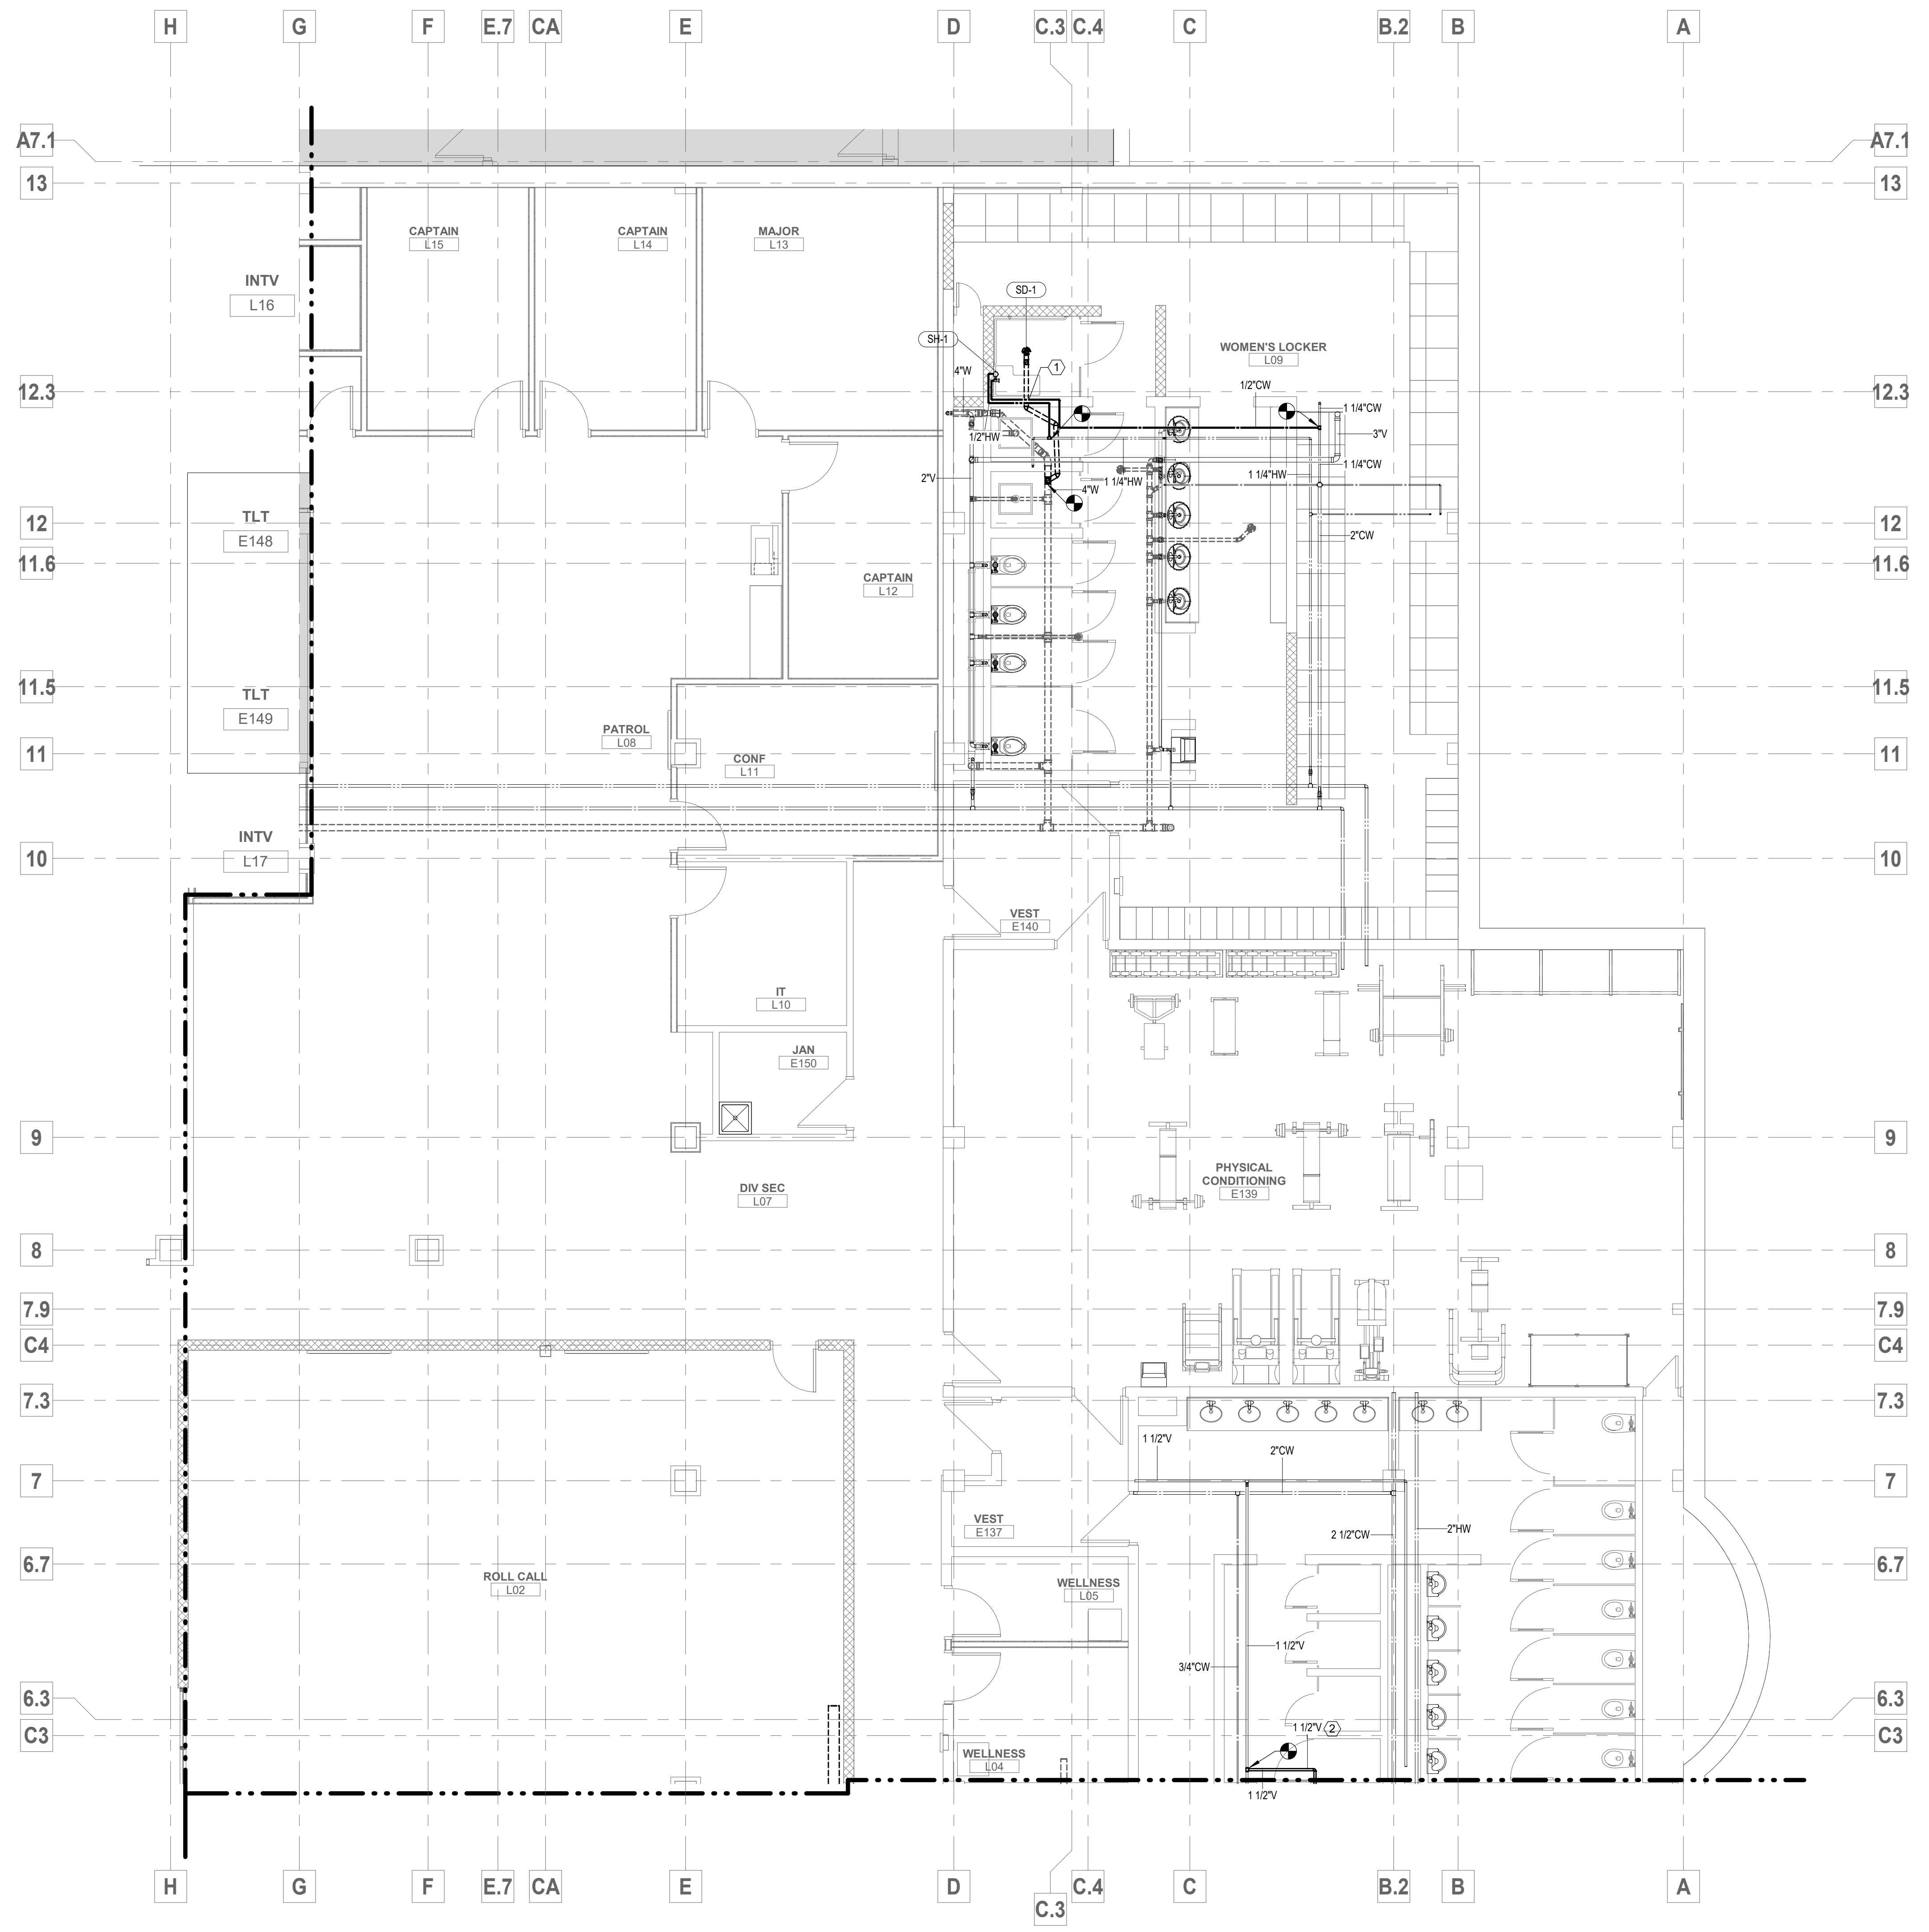 H G F E.7 CA E D C.3 C.4 C B.2 B A
A7.1 A7.1
13 13
CAPTAIN
L15
CAPTAIN
L14
MAJOR
L13
INTV
L16
SD-1
SH-1
1
WOMEN'S LOCKER
L09
4"W
1/2"CW
12.3 12.3
1 1/4"CW
1/2"HW
3"V
1 1/4"CW
1 1/4"HW
2"V
1 1/4"HW
4"W
TLT
E148
12 12
2"CW
11.6 11.6
CAPTAIN
L12
11.5 11.5
TLT
E149
PATROL
L08
11 11
CONF
L11
INTV
L17
10 10
VEST
E140
IT
L10
JAN
E150
9 9
PHYSICAL
CONDITIONING
E139
DIV SEC
L07
8 8
7.9 7.9
C4 C4
7.3 7.3
1 1/2"V
2"CW
7 7
VEST
E137
2 1/2"CW
2"HW
6.7 6.7
ROLL CALL
L02
WELLNESS
L05
1 1/2"V
3/4"CW
6.3 6.3
1 1/2"V 2
C3 C3
WELLNESS
L04
1 1/2"V
H G F E.7 CA E D C.3 C.4 C B.2 B A